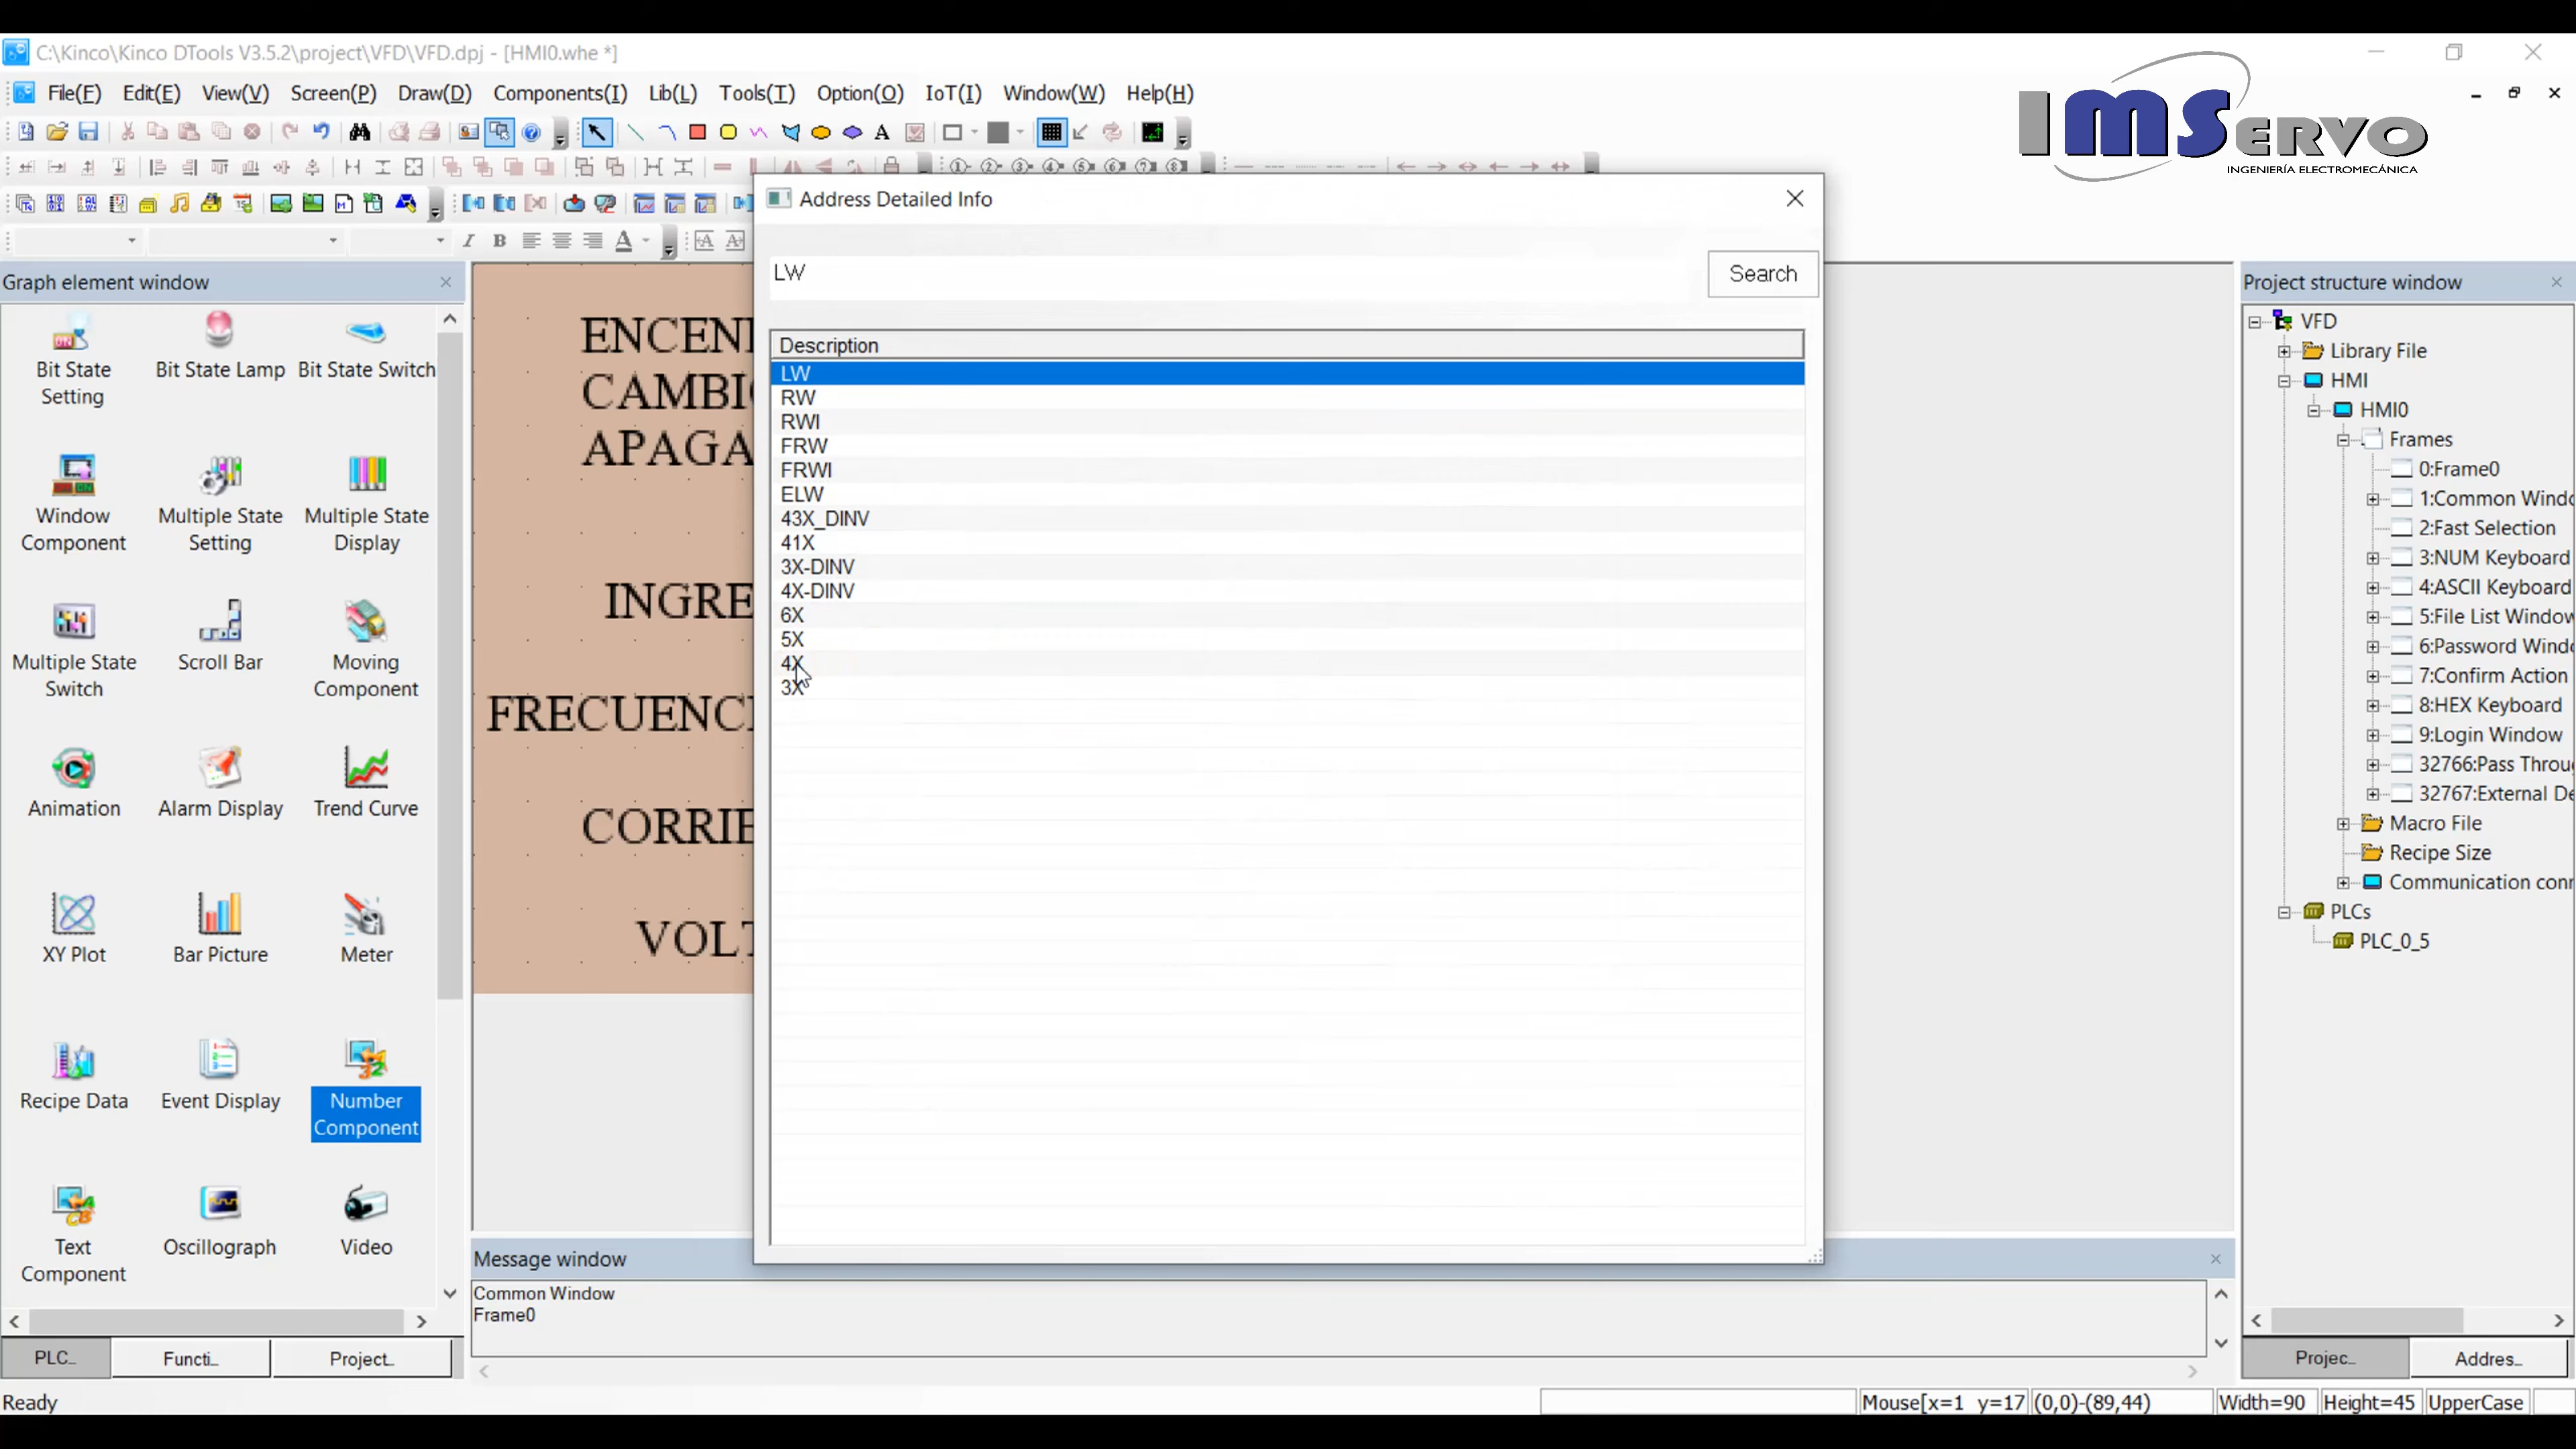 C:\Kinco\Kinco DTools V3.5.2\project\VFD\VFD.dpj - [HMI0.whe *]
File(F) Edit(E) View(V) Screen(P) Draw(D) Components(I) Lib(L) Tools(T) Option(O) IoT(I) Window(W) Help(H)
IMSERVO
INGENIERÍA ELECTROMECÁNICA
Graph element window
Bit State Setting
Bit State Lamp
Bit State Switch
Window Component
Multiple State Setting
Multiple State Display
Multiple State Switch
Scroll Bar
Moving Component
Animation
Alarm Display
Trend Curve
XY Plot
Bar Picture
Meter
Recipe Data
Event Display
Number Component
Text Component
Oscillograph
Video
PLC...
Functi...
Project...
ENCEN
CAMBI
APAGA
INGRE
FRECUENC
CORRIE
VOLT
Address Detailed Info
LW
Search
Description
LW
RW
RWI
FRW
FRWI
ELW
43X_DINV
41X
3X-DINV
4X-DINV
6X
5X
4X
3X
Message window
Common Window
Frame0
Project structure window
VFD
Library File
HMI
HMI0
Frames
0:Frame0
1:Common Windo
2:Fast Selection
3:NUM Keyboard
4:ASCII Keyboard
5:File List Window
6:Password Windo
7:Confirm Action
8:HEX Keyboard
9:Login Window
32766:Pass Throu
32767:External De
Macro File
Recipe Size
Communication conn
PLCs
PLC_0_5
Projec...
Addres...
Ready
Mouse[x=1 y=17
(0,0)-(89,44)
Width=90
Height=45
UpperCase